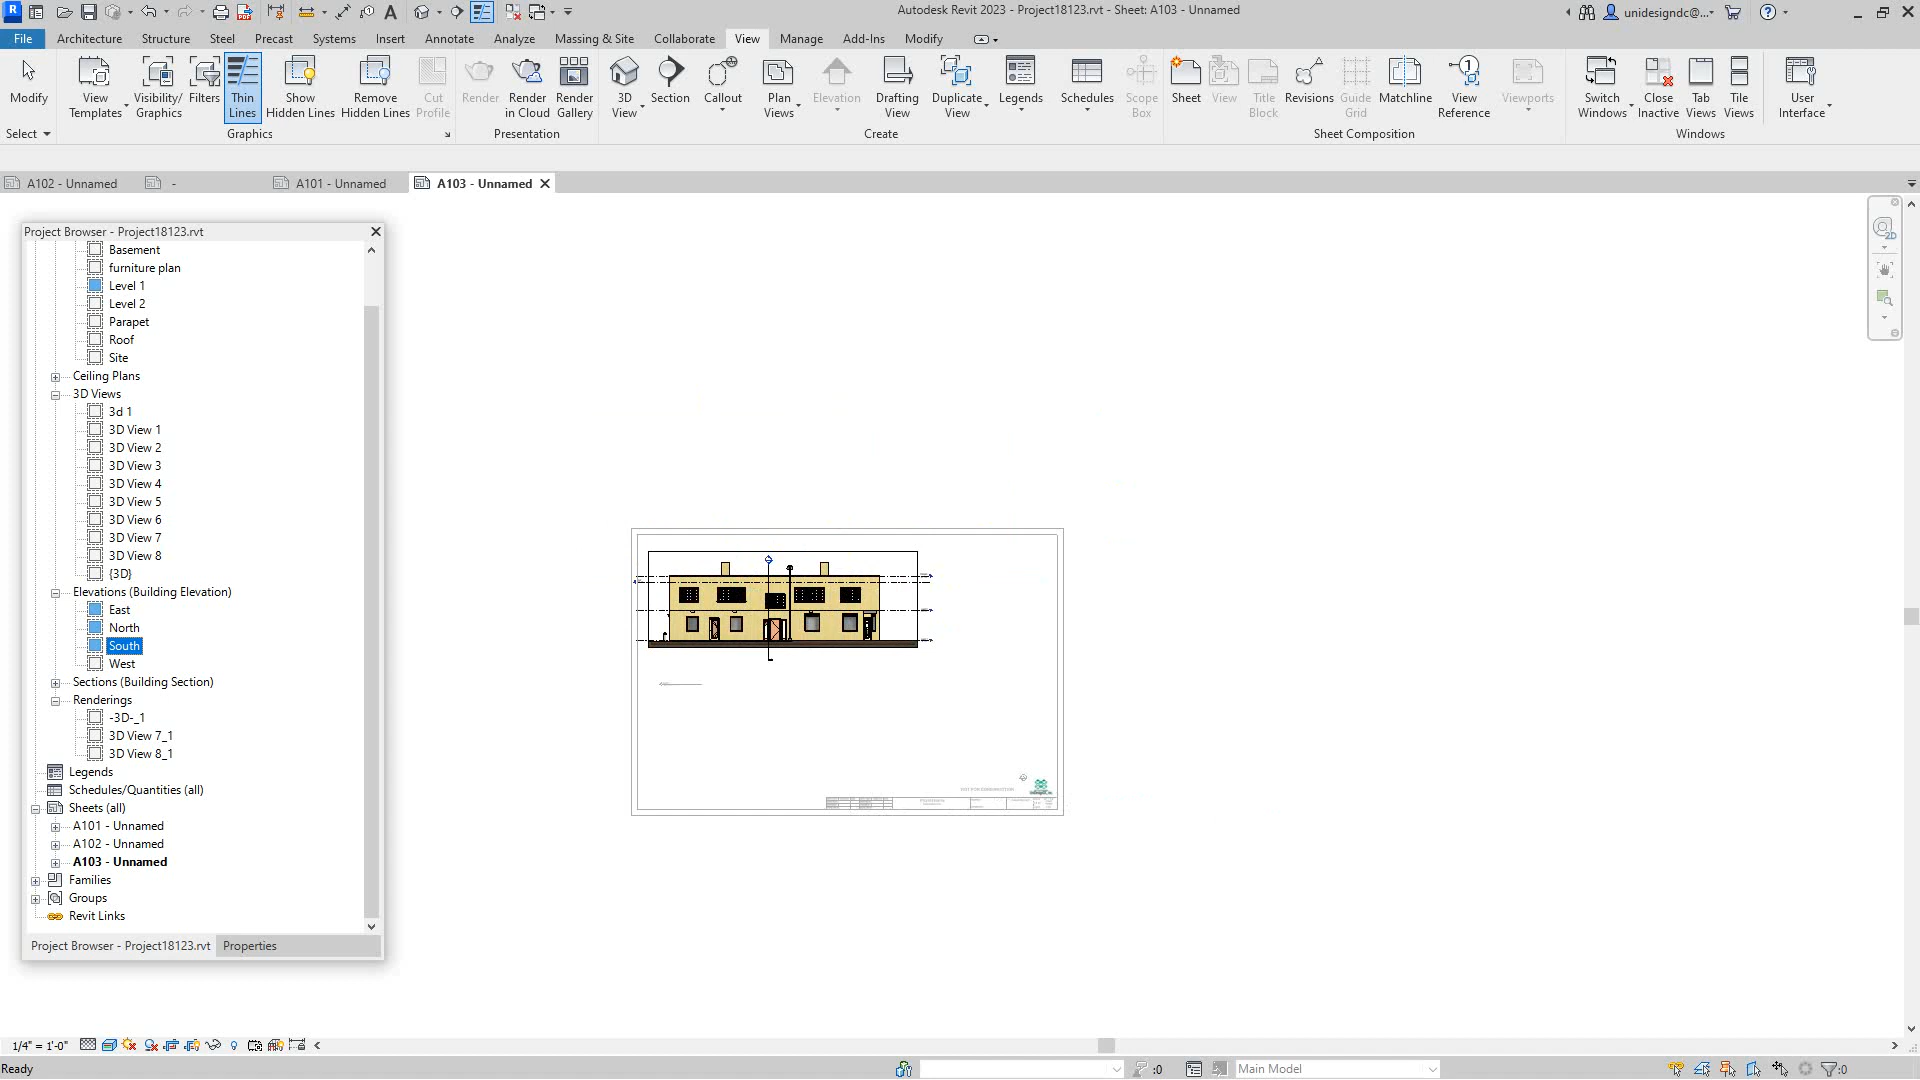 Autodesk Revit 2023 - Project18123.rvt - Sheet: A103 - Unnamed
unidesigndc@...
File Architecture Structure Steel Precast Systems Insert Annotate Analyze Massing & Site Collaborate View Manage Add-Ins Modify
Modify
View Templates
Visibility/ Graphics
Filters
Thin Lines
Show Hidden Lines
Remove Hidden Lines
Cut Profile
Render
Render in Cloud
Render Gallery
3D View
Section
Callout
Plan Views
Elevation
Drafting View
Duplicate View
Legends
Schedules
Scope Box
Sheet
View
Title Block
Revisions
Guide Grid
Matchline
View Reference
Viewports
Switch Windows
Close Inactive
Tab Views
Tile Views
User Interface
Select
Graphics
Presentation
Create
Sheet Composition
Windows
A102 - Unnamed
-
A101 - Unnamed
A103 - Unnamed
2D
Project Browser - Project18123.rvt
Basement
furniture plan
Level 1
Level 2
Parapet
Roof
Site
Ceiling Plans
3D Views
3d 1
3D View 1
3D View 2
3D View 3
3D View 4
3D View 5
3D View 6
3D View 7
3D View 8
{3D}
Elevations (Building Elevation)
East
North
South
West
Sections (Building Section)
Renderings
-3D-_1
3D View 7_1
3D View 8_1
Legends
Schedules/Quantities (all)
Sheets (all)
A101 - Unnamed
A102 - Unnamed
A103 - Unnamed
Families
Groups
Revit Links
Project Browser - Project18123.rvt
Properties
1/4" = 1'-0"
Ready
:0
Main Model
:0